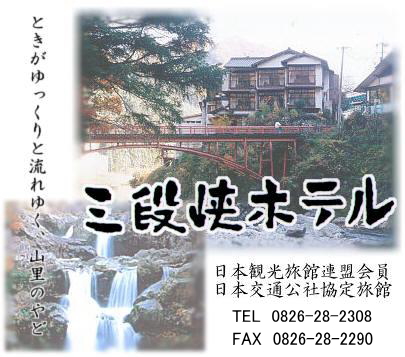 ときがゆっくりと流れゆく、山里のやど
三段峡ホテル
日本観光旅館連盟会員
日本交通公社協定旅館
TEL 0826-28-2308
FAX 0826-28-2290